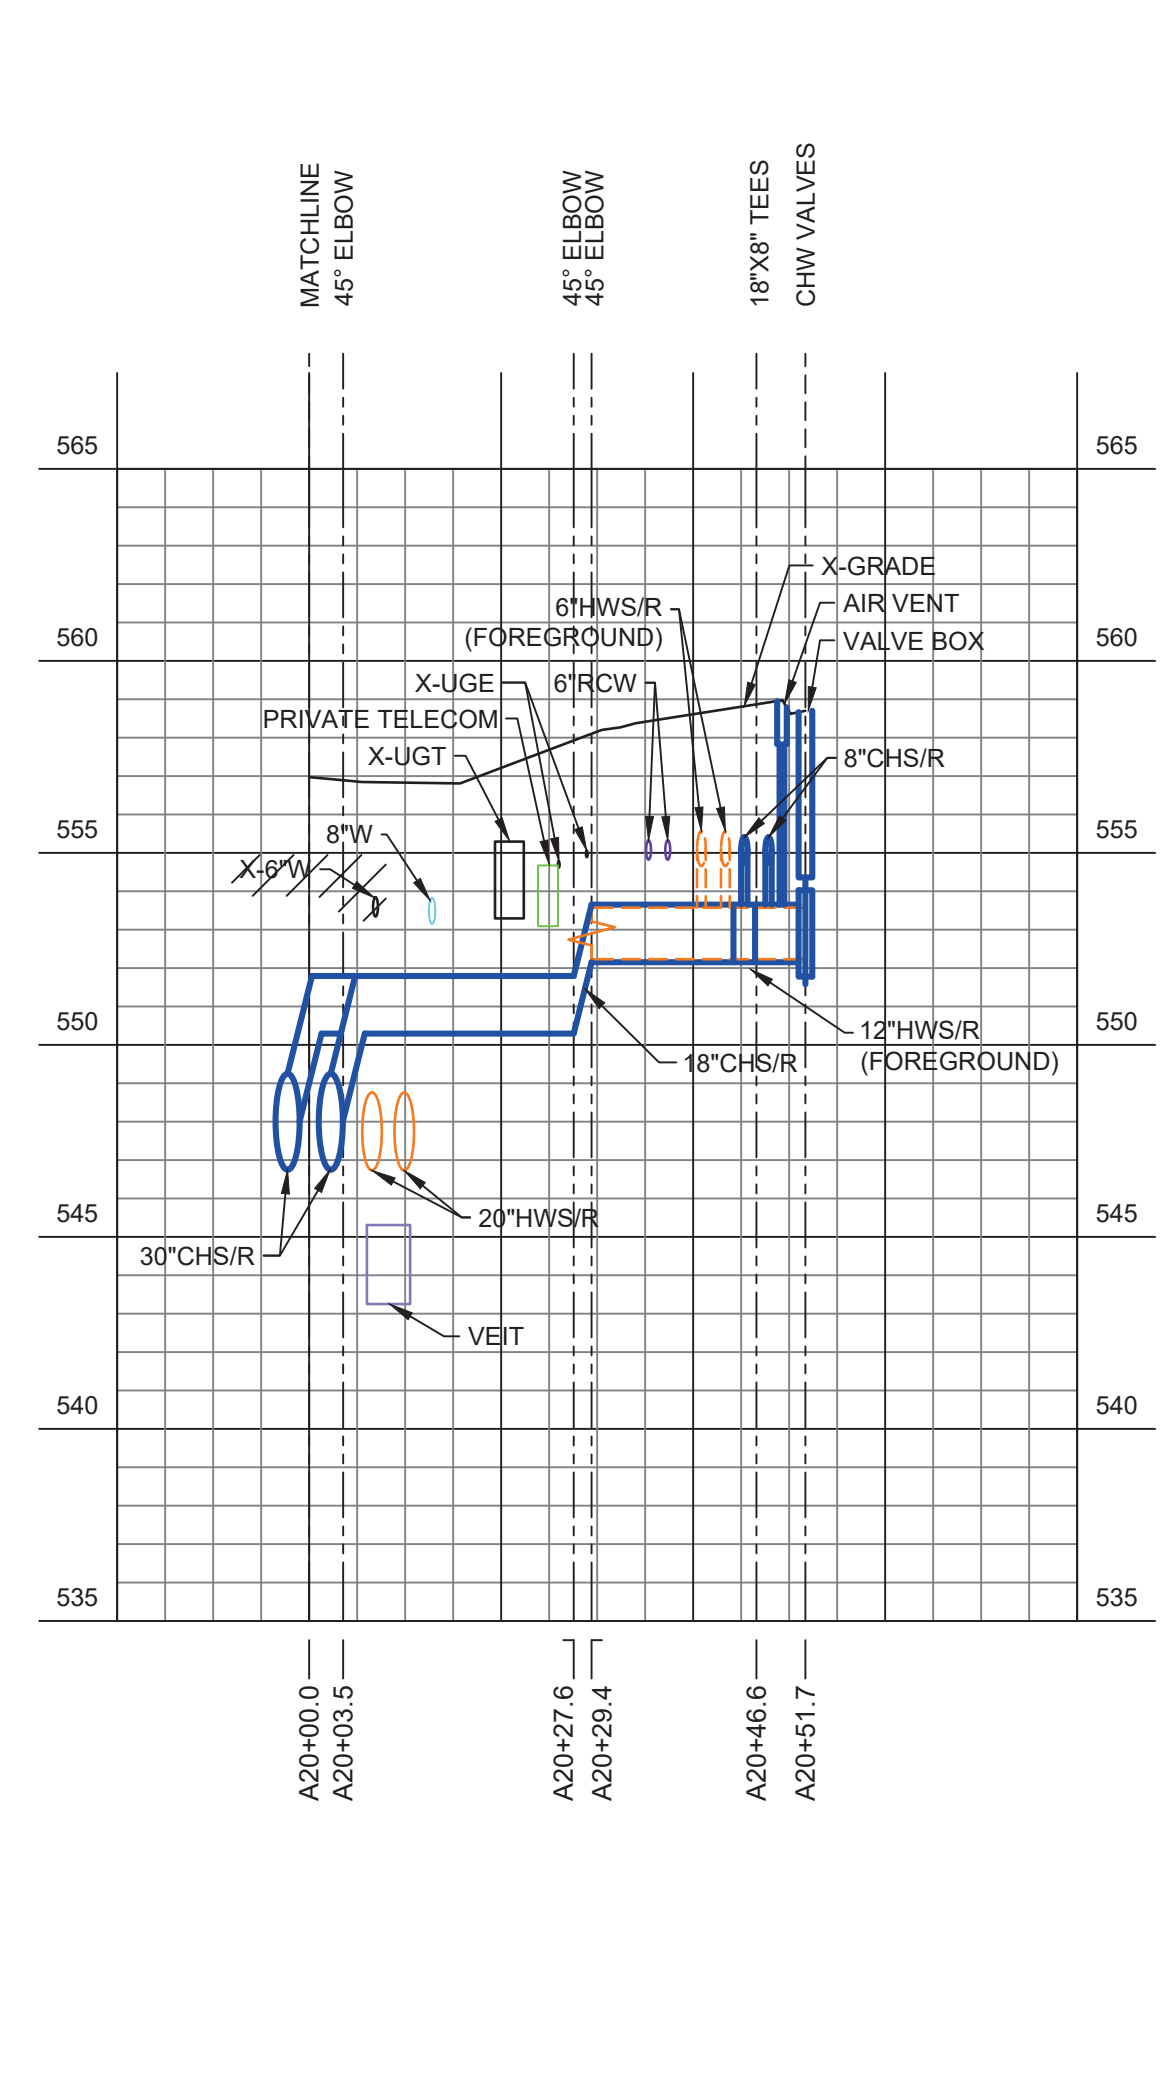 MATCHLINE
45° ELBOW
45° ELBOW
45° ELBOW
18"X8" TEES
CHW VALVES
565
565
X-GRADE
AIR VENT
6"HWS/R
(FOREGROUND)
VALVE BOX
560
560
X-UGE
6"RCW
PRIVATE TELECOM
X-UGT
8"CHS/R
555
555
8"W
X-6"W
550
550
12"HWS/R
(FOREGROUND)
18"CHS/R
545
545
20"HWS/R
30"CHS/R
VEIT
540
540
535
535
A20+00.0
A20+03.5
A20+27.6
A20+29.4
A20+46.6
A20+51.7